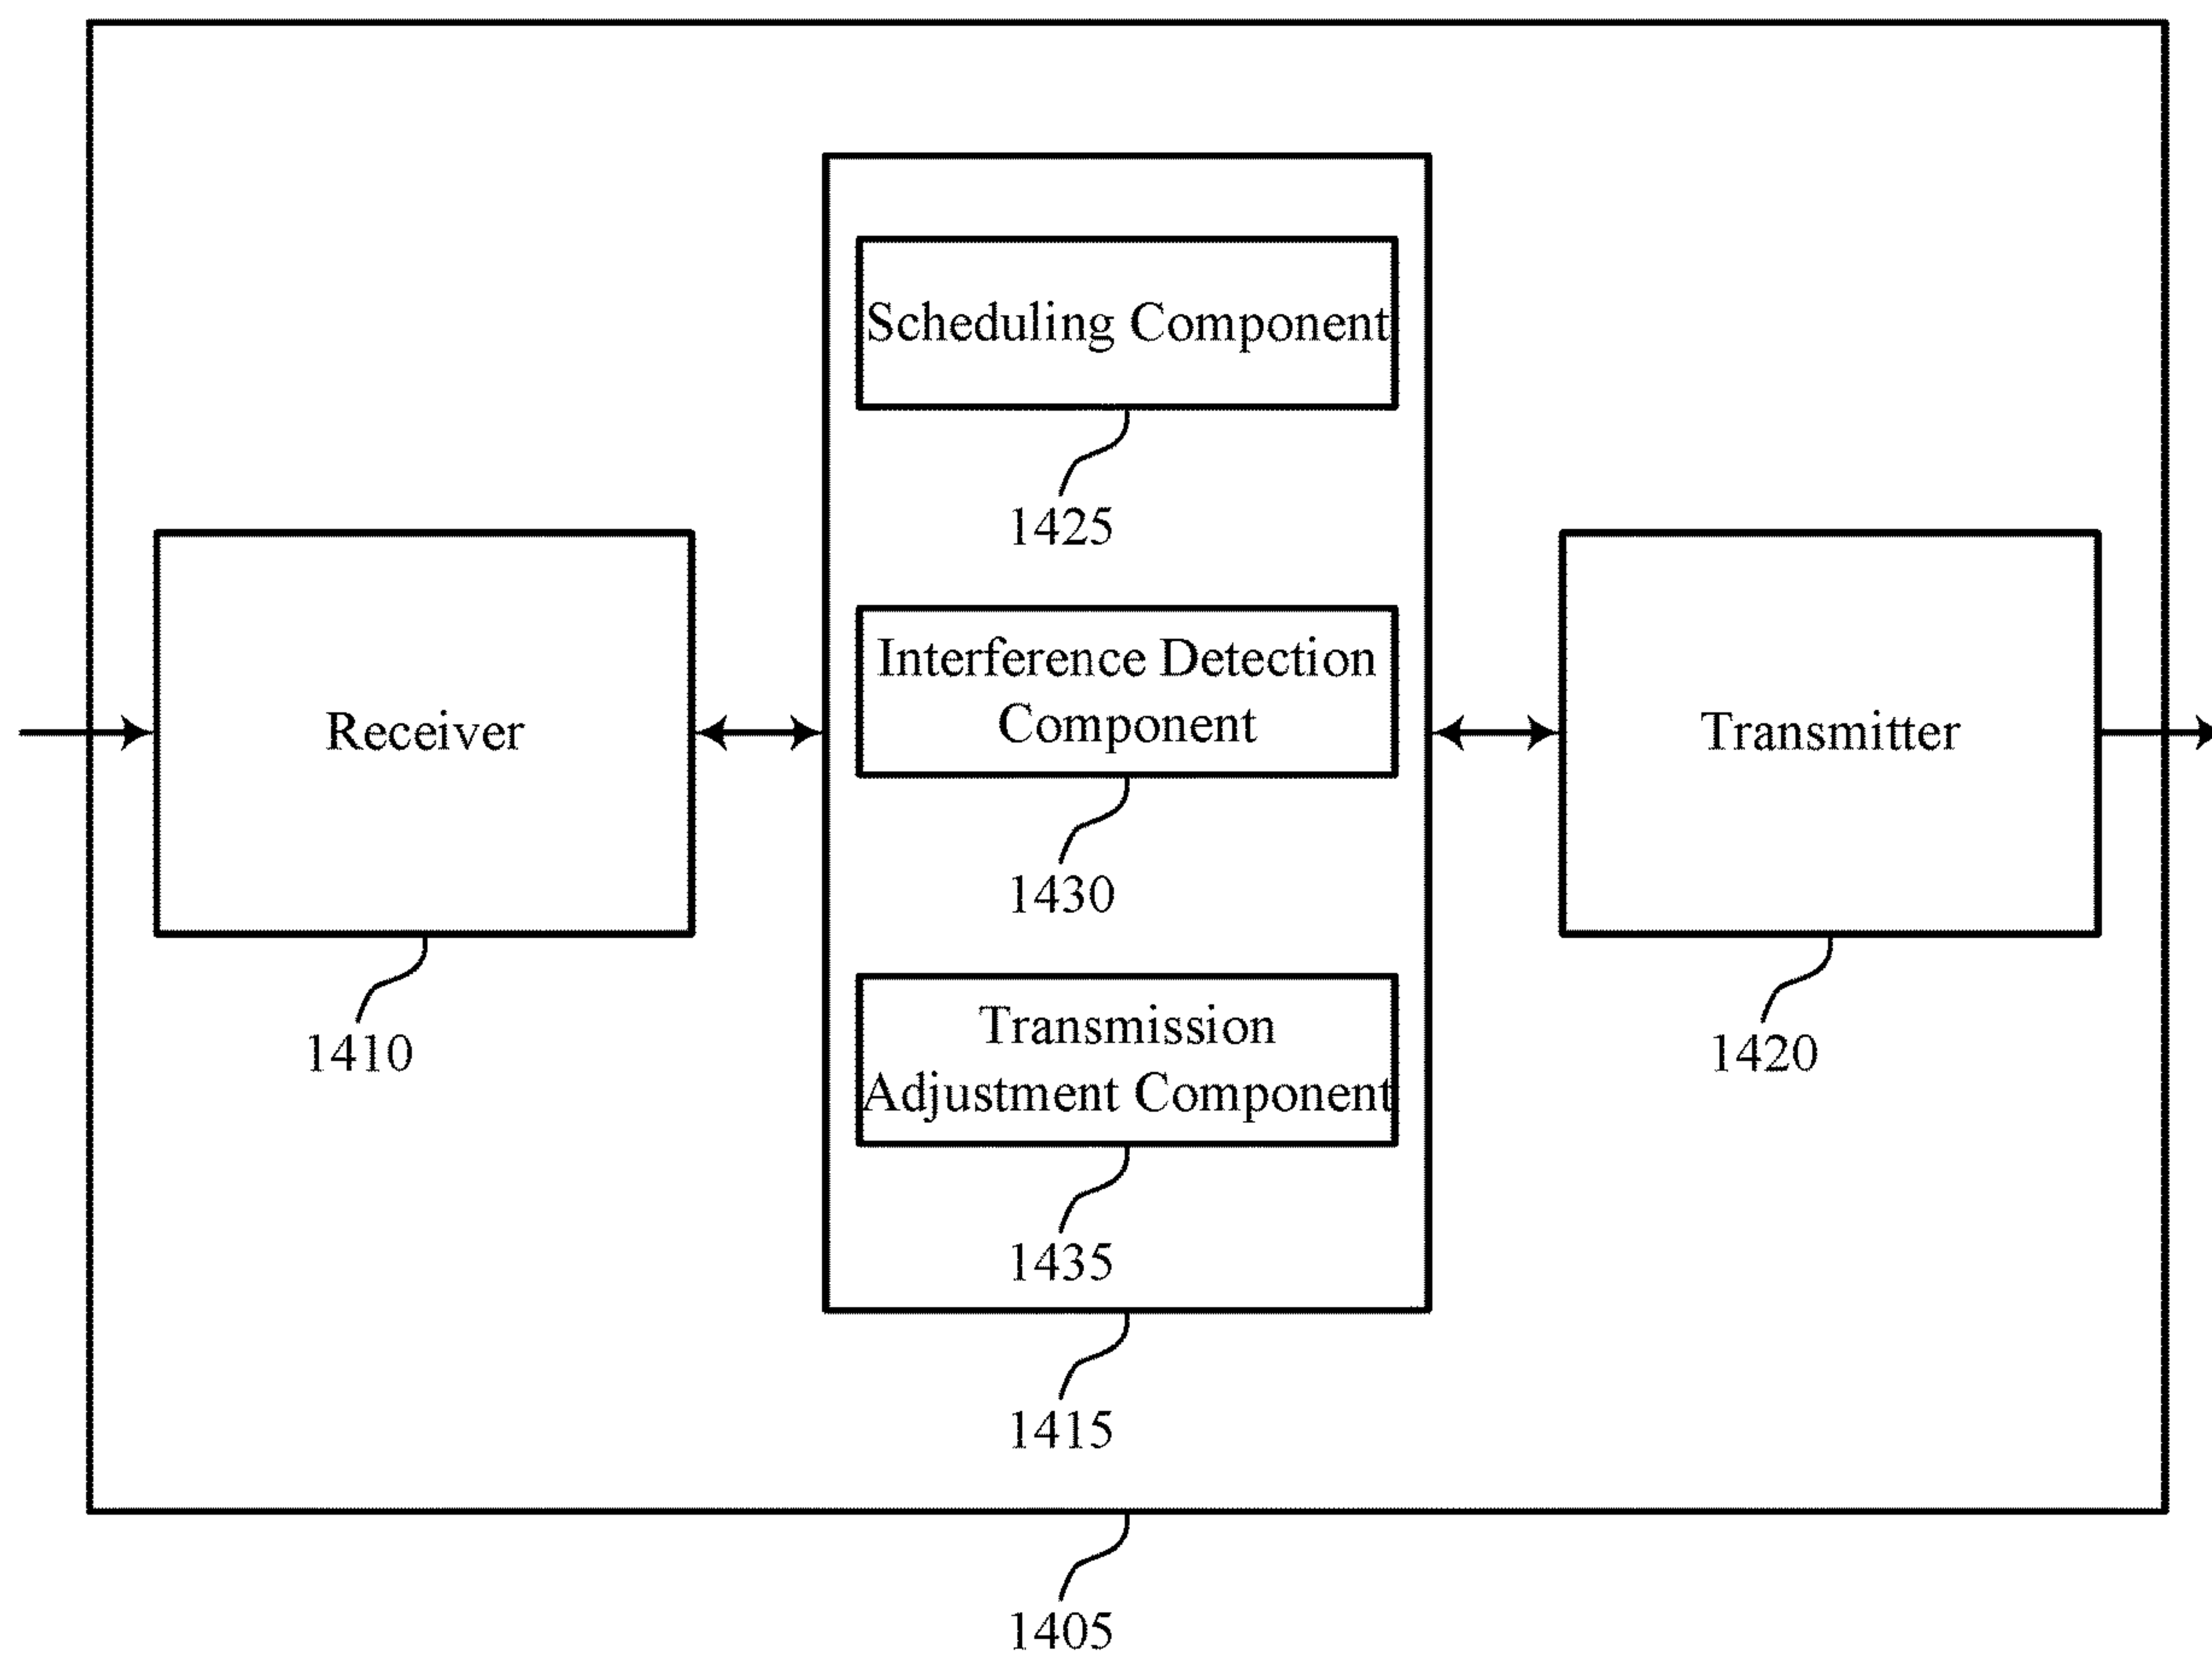 Scheduling Component
1425
Receiver
1410
Interference Detection
Component
1430
Transmitter
1420
Transmission
Adjustment Component
1435
1415
1405